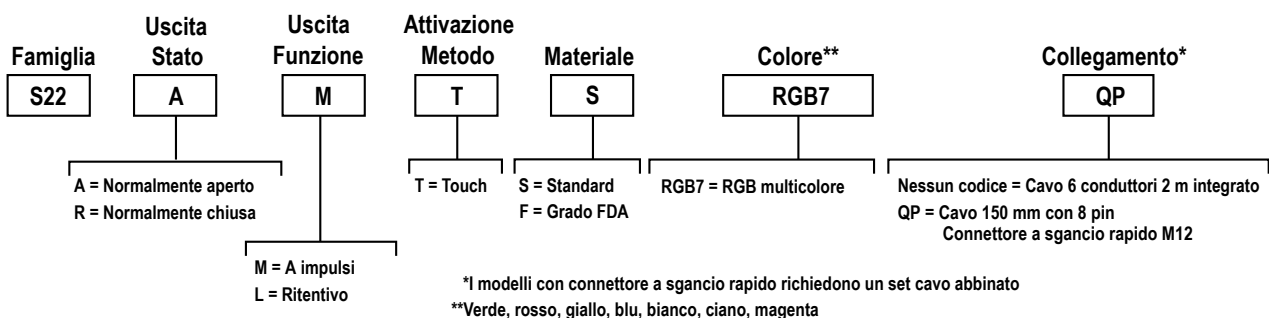 Famiglia
S22
Uscita
Stato
A
A = Normalmente aperto
R = Normalmente chiusa
Uscita
Funzione
M
M = A impulsi
L = Ritentivo
Attivazione
Metodo
T
T = Touch
Materiale
S
S = Standard
F = Grado FDA
Colore**
RGB7
RGB7 = RGB multicolore
Collegamento*
QP
Nessun codice = Cavo 6 conduttori 2 m integrato
QP = Cavo 150 mm con 8 pin
Connettore a sgancio rapido M12
*I modelli con connettore a sgancio rapido richiedono un set cavo abbinato
**Verde, rosso, giallo, blu, bianco, ciano, magenta